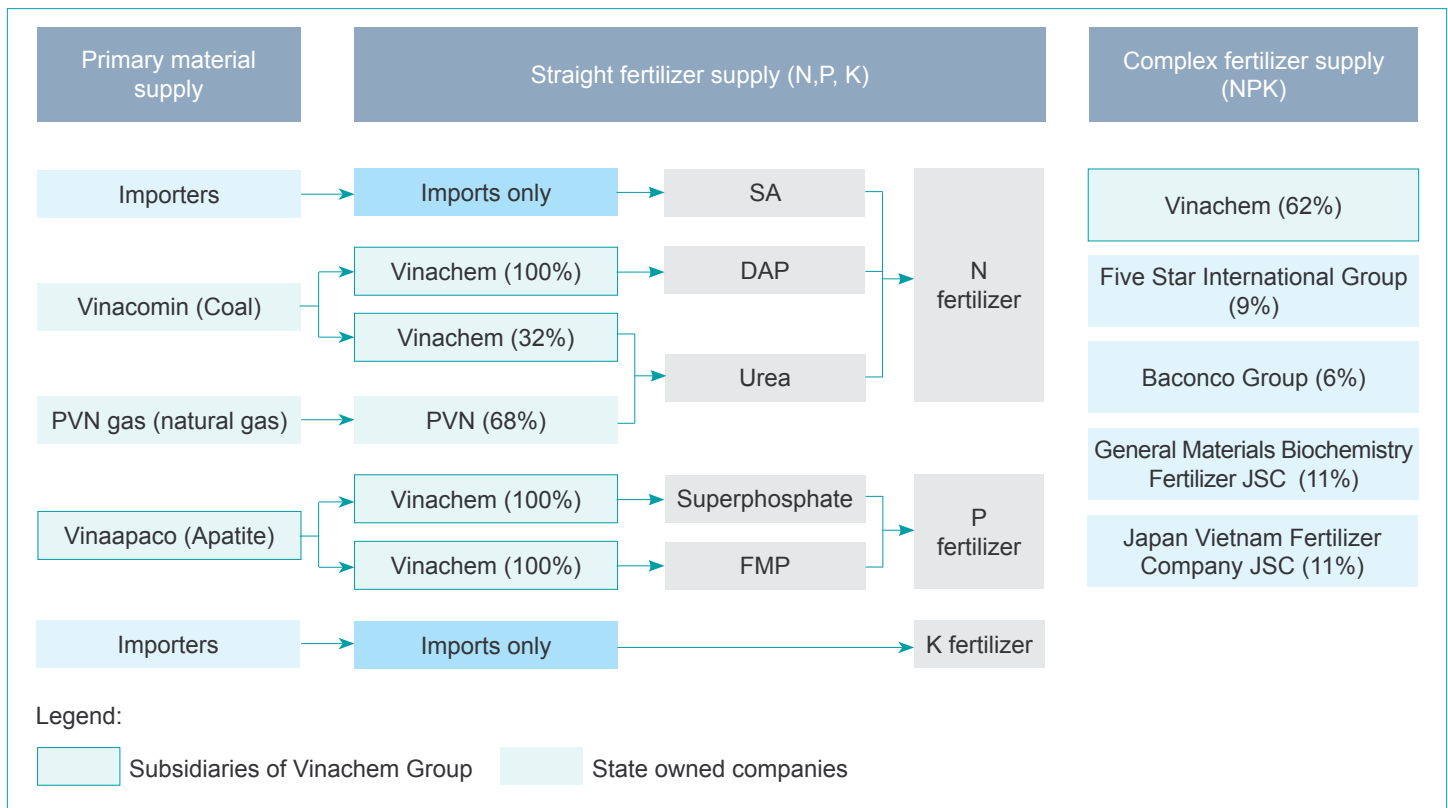 Primary material
supply
Straight fertilizer supply (N,P, K)
Complex fertilizer supply
(NPK)
Importers
Imports only
SA
Vinacomin (Coal)
Vinachem (100%)
DAP
Vinachem (32%)
Urea
PVN gas (natural gas)
PVN (68%)
N
fertilizer
Vinaapaco (Apatite)
Vinachem (100%)
Superphosphate
Vinachem (100%)
FMP
P
fertilizer
Importers
Imports only
K fertilizer
Vinachem (62%)
Five Star International Group
(9%)
Baconco Group (6%)
General Materials Biochemistry
Fertilizer JSC (11%)
Japan Vietnam Fertilizer
Company JSC (11%)
Legend:
Subsidiaries of Vinachem Group
State owned companies